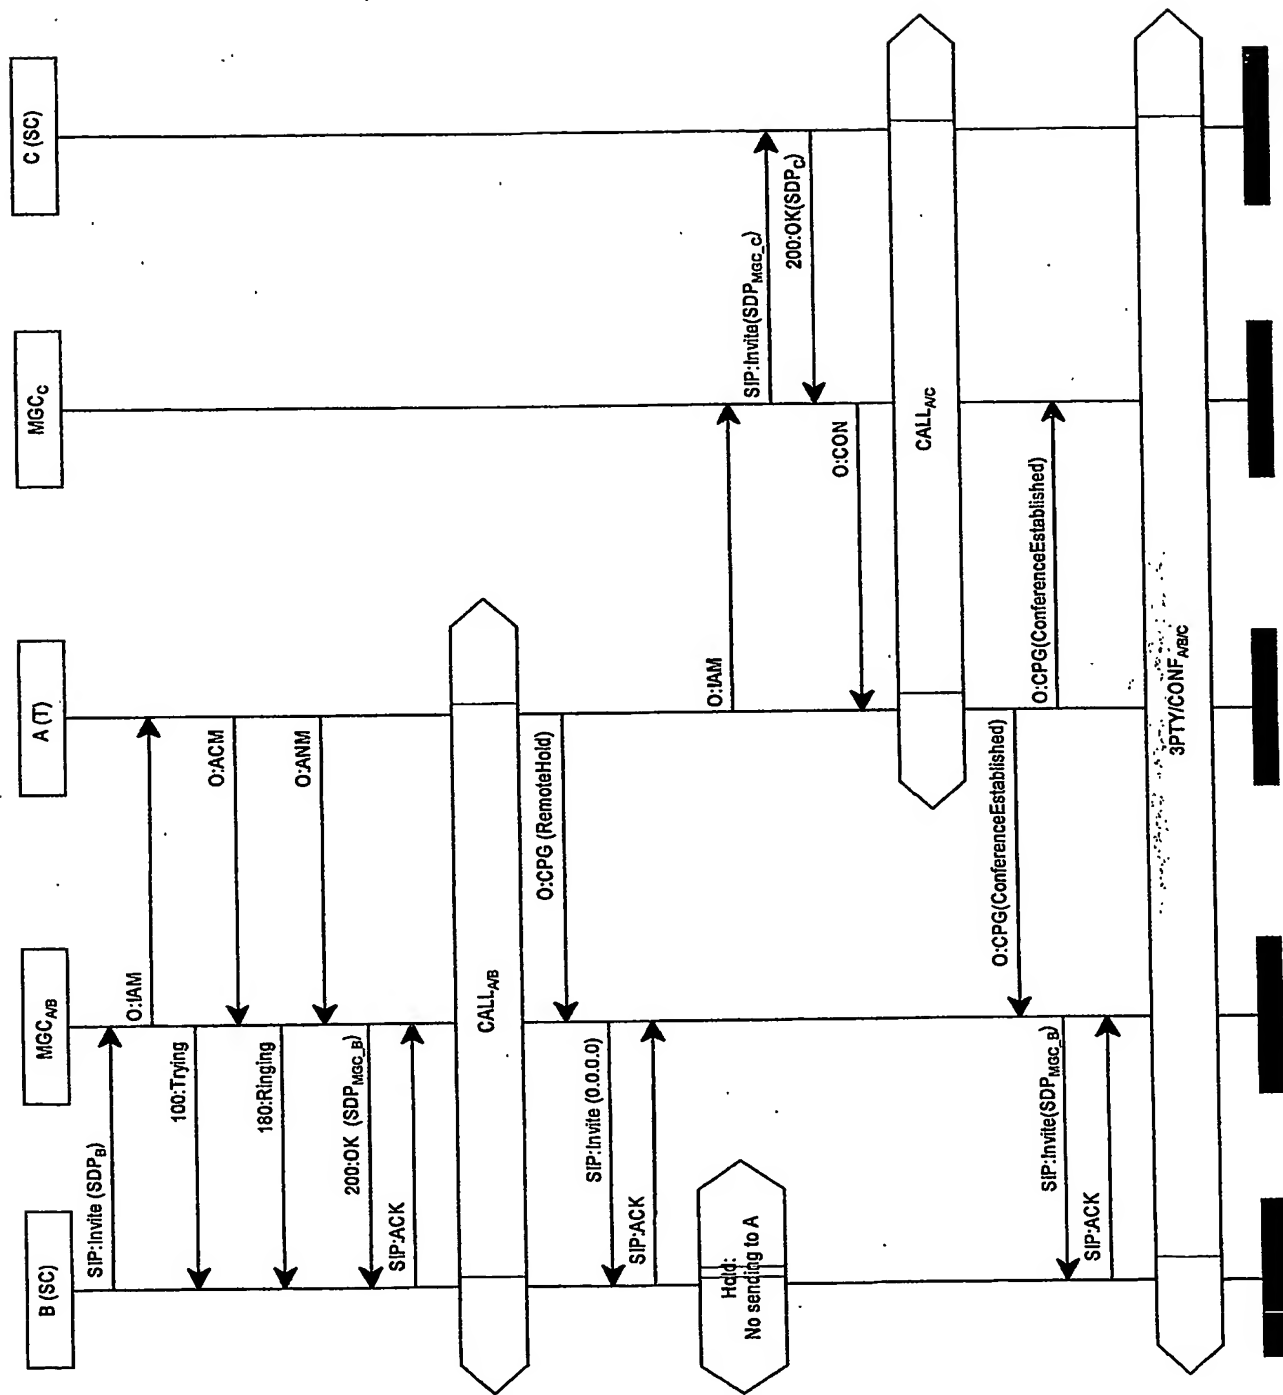 B (SC)
MGCA/B
A (T)
MGCC
C (SC)
SIP:Invite (SDPB)
O:IAM
100:Trying
O:ACM
180:Ringing
O:ANM
200:OK (SDPMGC_B)
SIP:ACK
CALLA/B
O:CPG (RemoteHold)
SIP:Invite (0.0.0.0)
SIP:ACK
Hold:
No sending to A
O:IAM
SIP:Invite(SDPMGC_C)
200:OK(SDPC)
O:CON
CALLA/C
O:CPG(ConferenceEstablished)
O:CPG(ConferenceEstablished)
SIP:Invite(SDPMGC_B)
SIP:ACK
3PTY/CONFA/B/C